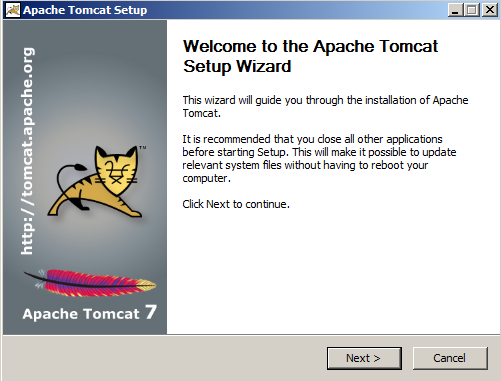 Apache Tomcat Setup
http://tomcat.apache.org
TM
Apache Tomcat 7
Welcome to the Apache Tomcat
Setup Wizard
This wizard will guide you through the installation of Apache
Tomcat.
It is recommended that you close all other applications
before starting Setup. This will make it possible to update
relevant system files without having to reboot your
computer.
Click Next to continue.
Next >
Cancel